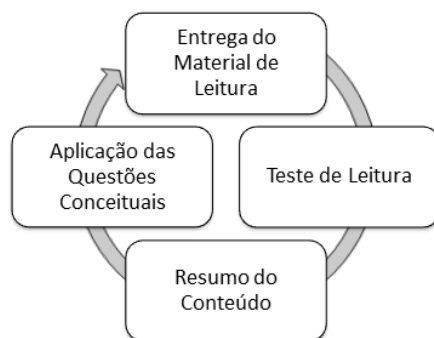 Entrega do
Material de
Leitura
Teste de Leitura
Resumo do
Conteúdo
Aplicação das
Questões
Conceituais